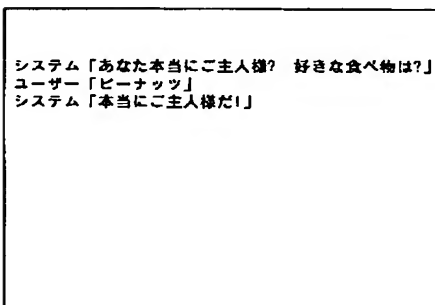 システム「あなた本当にご主人様?　好きな食べ物は?」
ユーザー「ピーナッツ」
システム「本当にご主人様だ!」